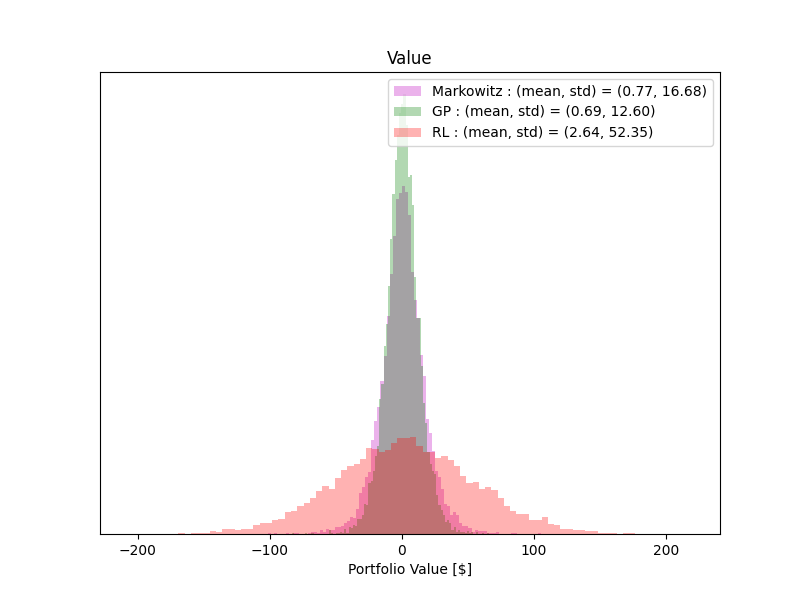 Value
Markowitz : (mean, std) = (0.77, 16.68)
GP : (mean, std) = (0.69, 12.60)
RL : (mean, std) = (2.64, 52.35)
−200 −100 0 100 200
Portfolio Value [$]